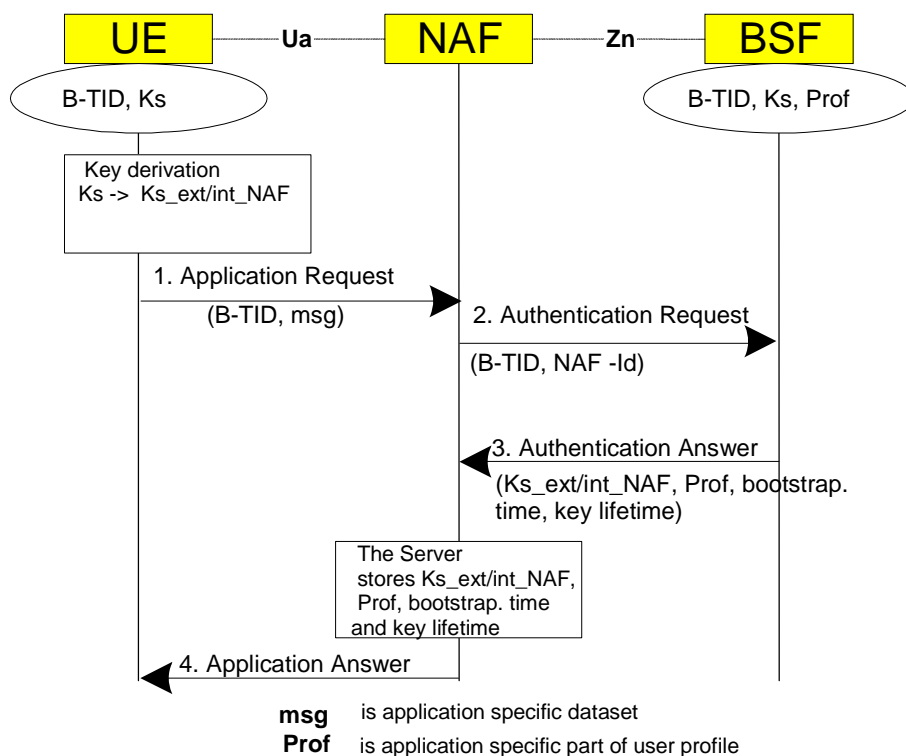 UE Ua NAF Zn BSF
B-TID, Ks
B-TID, Ks, Prof
Key derivation
Ks -> Ks_ext/int_NAF
1. Application Request
(B-TID, msg)
2. Authentication Request
(B-TID, NAF -Id)
3. Authentication Answer
(Ks_ext/int_NAF, Prof, bootstrap.
time, key lifetime)
The Server
stores Ks_ext/int_NAF,
Prof, bootstrap. time
and key lifetime
4. Application Answer
msg is application specific dataset
Prof is application specific part of user profile